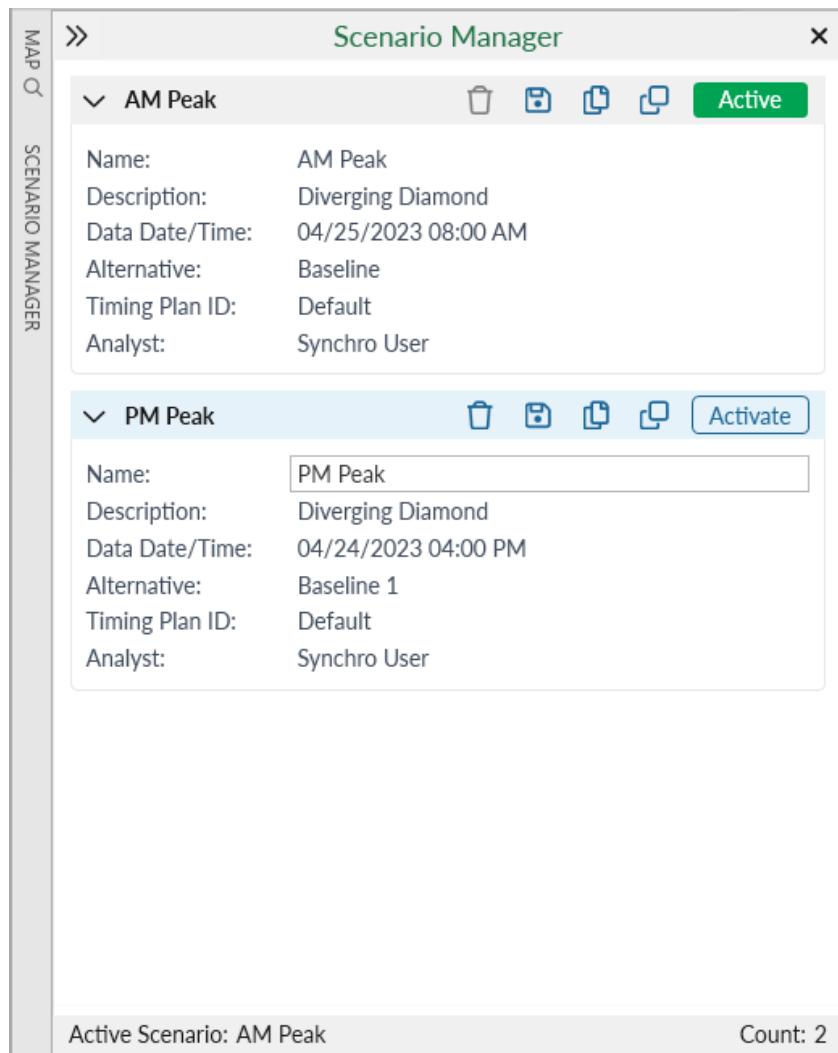 MAP
SCENARIO MANAGER
Scenario Manager
AM Peak Active
Name: AM Peak
Description: Diverging Diamond
Data Date/Time: 04/25/2023 08:00 AM
Alternative: Baseline
Timing Plan ID: Default
Analyst: Synchro User
PM Peak Activate
Name: PM Peak
Description: Diverging Diamond
Data Date/Time: 04/24/2023 04:00 PM
Alternative: Baseline 1
Timing Plan ID: Default
Analyst: Synchro User
Active Scenario: AM Peak Count: 2